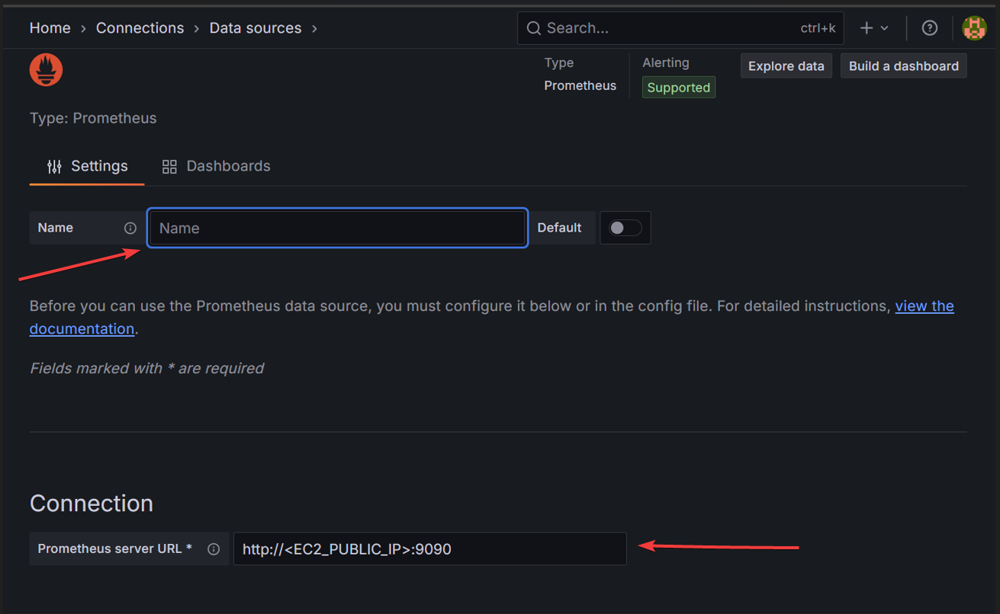 Home › Connections › Data sources ›
Search... ctrl+k
Type
Prometheus
Alerting
Supported
Explore data
Build a dashboard
Type: Prometheus
Settings
Dashboards
Name
Name
Default
Before you can use the Prometheus data source, you must configure it below or in the config file. For detailed instructions, view the
documentation.
Fields marked with * are required
Connection
Prometheus server URL *
http://<EC2_PUBLIC_IP>:9090